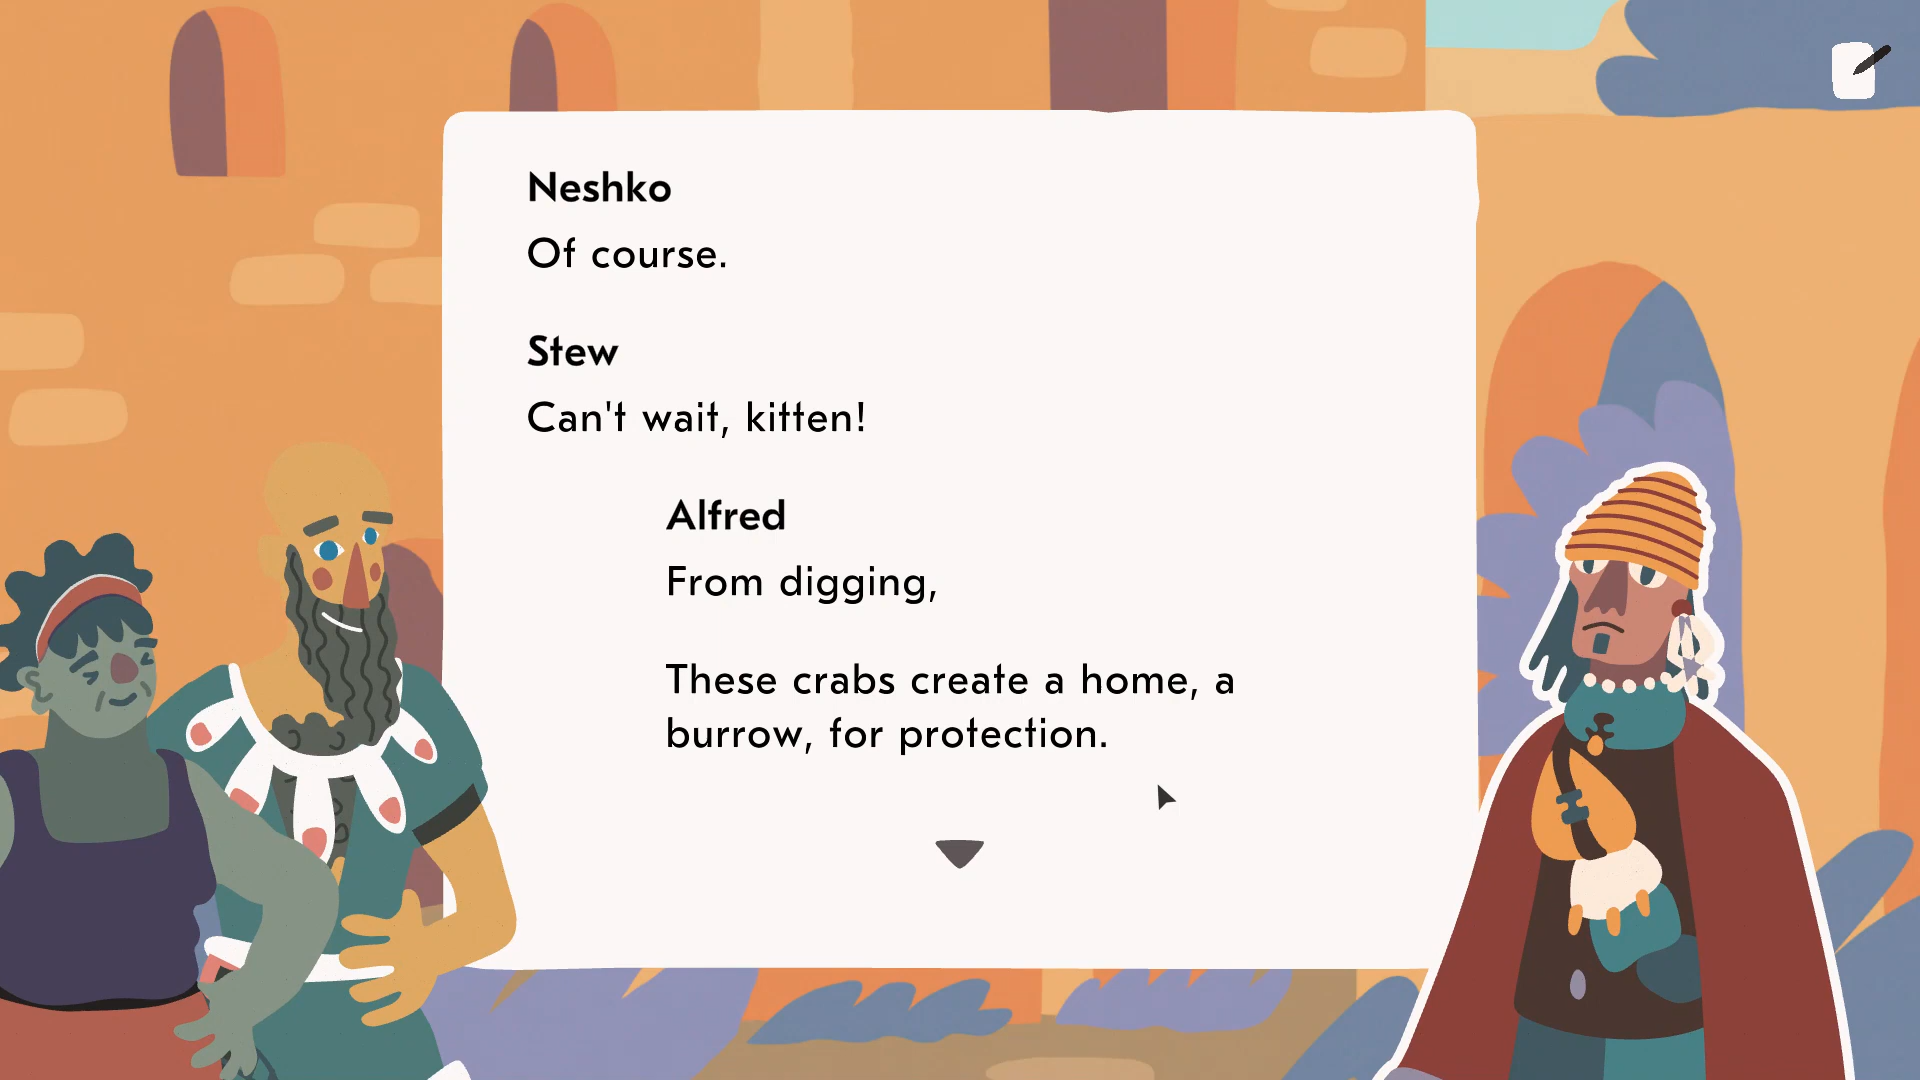 Neshko
Of course.
Stew
Can't wait, kitten!
Alfred
From digging,
These crabs create a home, a
burrow, for protection.